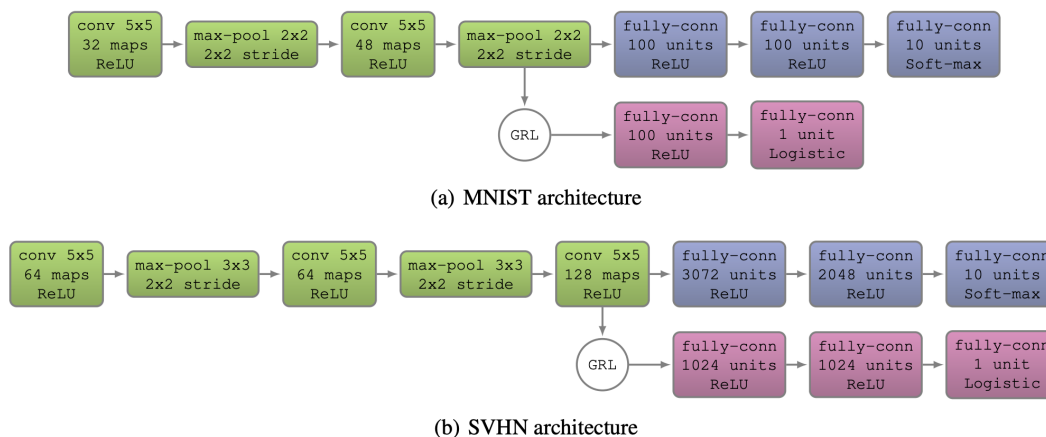 conv 5x5
32 maps
ReLU
max-pool 2x2
2x2 stride
conv 5x5
48 maps
ReLU
max-pool 2x2
2x2 stride
fully-conn
100 units
ReLU
fully-conn
100 units
ReLU
fully-conn
10 units
Soft-max
GRL
fully-conn
100 units
ReLU
fully-conn
1 unit
Logistic
(a) MNIST architecture
conv 5x5
64 maps
ReLU
max-pool 3x3
2x2 stride
conv 5x5
64 maps
ReLU
max-pool 3x3
2x2 stride
conv 5x5
128 maps
ReLU
fully-conn
3072 units
ReLU
fully-conn
2048 units
ReLU
fully-conn
10 units
Soft-max
GRL
fully-conn
1024 units
ReLU
fully-conn
1024 units
ReLU
fully-conn
1 unit
Logistic
(b) SVHN architecture